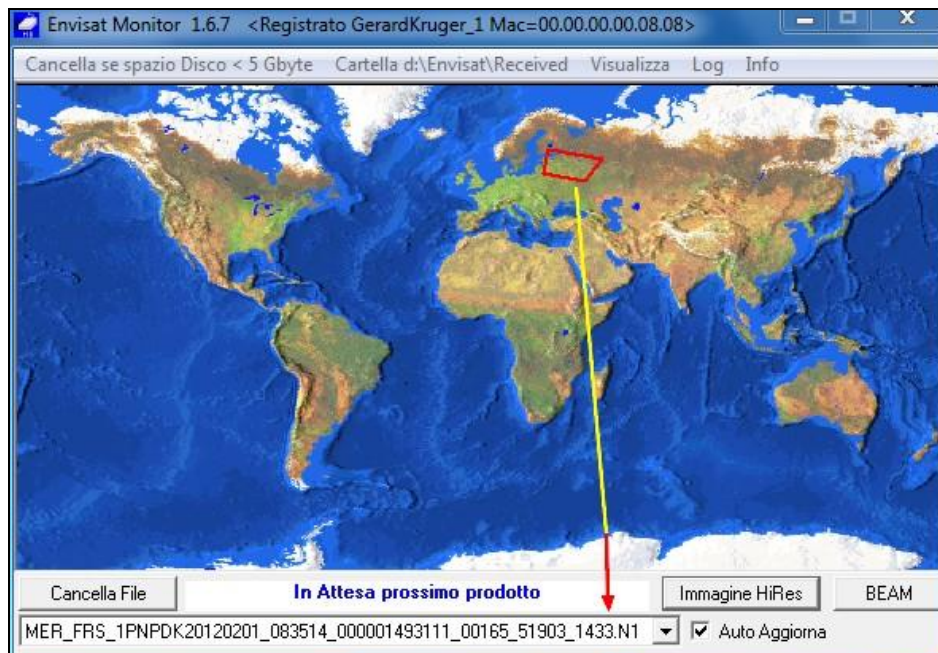 Envisat Monitor 1.6.7 <Registrato GerardKruger_1 Mac=00.00.00.00.08.08>
Cancella se spazio Disco < 5 Gbyte Cartella d:\Envisat\Received Visualizza Log Info
Cancella File In Attesa prossimo prodotto Immagine HiRes BEAM
MER_FRS_1PNPDK20120201_083514_000001493111_00165_51903_1433.N1 Auto Aggiorna